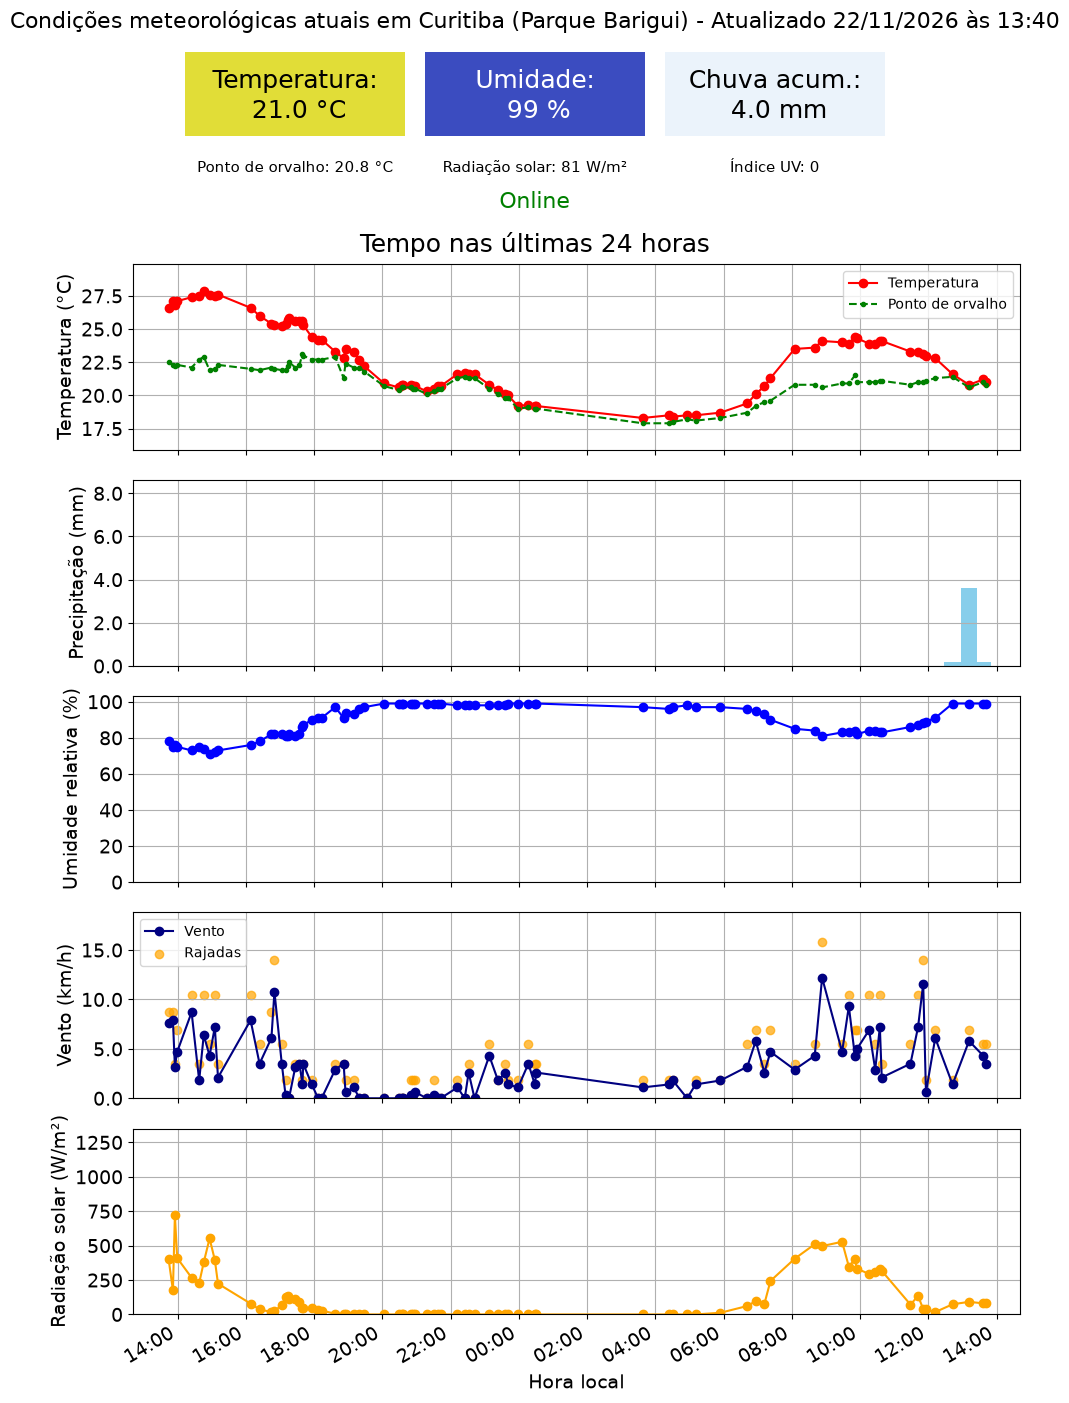 Condições meteorológicas atuais em Curitiba (Parque Barigui) - Atualizado 22/11/2026 às 13:40
Temperatura:
21.0 °C
Umidade:
99 %
Chuva acum.:
4.0 mm
Ponto de orvalho: 20.8 °C
Radiação solar: 81 W/m²
Índice UV: 0
Online
Tempo nas últimas 24 horas
Temperatura (°C)
27.5
25.0
22.5
20.0
17.5
Temperatura
Ponto de orvalho
Precipitação (mm)
8.0
6.0
4.0
2.0
0.0
Umidade relativa (%)
100
80
60
40
20
0
Vento (km/h)
15.0
10.0
5.0
0.0
Vento
Rajadas
Radiação solar (W/m²)
1250
1000
750
500
250
0
14:00
16:00
18:00
20:00
22:00
00:00
02:00
04:00
06:00
08:00
10:00
12:00
14:00
Hora local